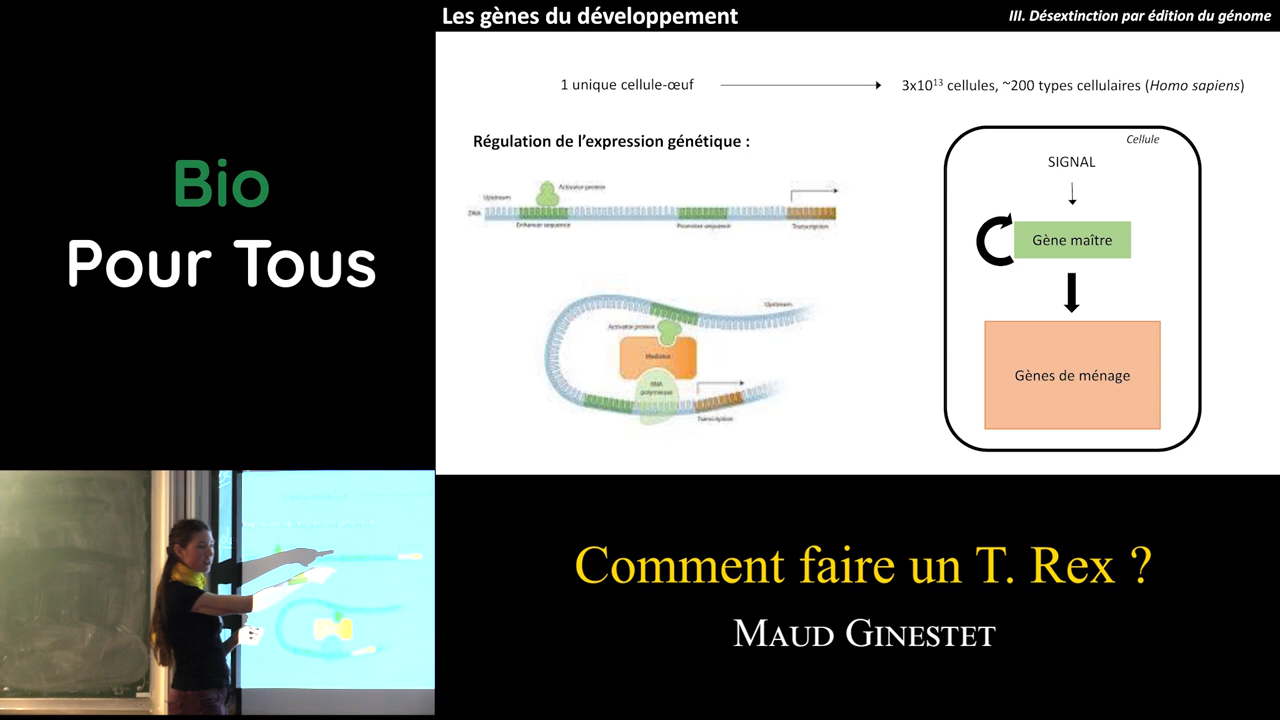 Les gènes du développement
III. Désextinction par édition du génome
1 unique cellule-œuf
3x10¹³ cellules, ~200 types cellulaires (Homo sapiens)
Régulation de l'expression génétique :
Activator protein
Upstream
DNA
Enhancer sequence
Promoter sequence
Transcription
Upstream
Activator protein
Mediator
RNA
polymerase
Transcription
Cellule
SIGNAL
Gène maître
Gènes de ménage
Bio
Pour Tous
Comment faire un T. Rex ?
Maud Ginestet